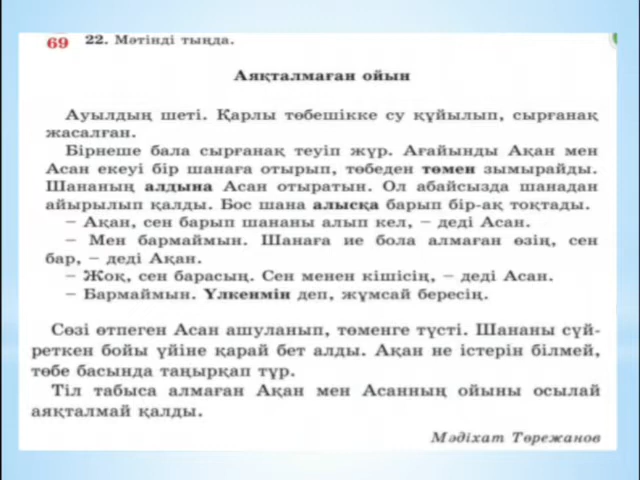 69 22. Мәтінді тыңда.
Аяқталмаған ойын
Ауылдың шеті. Қарлы төбешікке су құйылып, сырғанақ
жасалған.
Бірнеше бала сырғанақ теуіп жүр. Ағайынды Ақан мен
Асан екеуі бір шанаға отырып, төбеден төмен зымырайды.
Шананың алдына Асан отыратын. Ол абайсызда шанадан
айырылып қалды. Бос шана алысқа барып бір-ақ тоқтады.
– Ақан, сен барып шананы алып кел, – деді Асан.
– Мен бармаймын. Шанаға ие бола алмаған өзің, сен
бар, – деді Ақан.
– Жоқ, сен барасың. Сен менен кішісің, – деді Асан.
– Бармаймын. Үлкенмін деп, жұмсай бересің.
Сөзі өтпеген Асан ашуланып, төменге түсті. Шананы сүй-
реткен бойы үйіне қарай бет алды. Ақан не істерін білмей,
төбе басында таңырқап тұр.
Тіл табыса алмаған Ақан мен Асанның ойыны осылай
аяқталмай қалды.
Мәдіхат Төрежанов